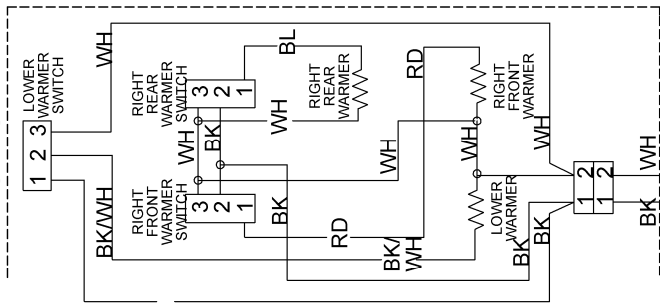 LOWER
WARMER
SWITCH
3
2
1
WH
BK/WH
RIGHT
REAR
WARMER
SWITCH
3
2
1
BL
RIGHT
REAR
WARMER
WH
WH
BK
RIGHT
FRONT
WARMER
SWITCH
3
2
1
BK
RD
BK/
WH
WH
RD
RIGHT
FRONT
WARMER
WH
LOWER
WARMER
WH
BK
BK
2
2
1
1
WH
BK